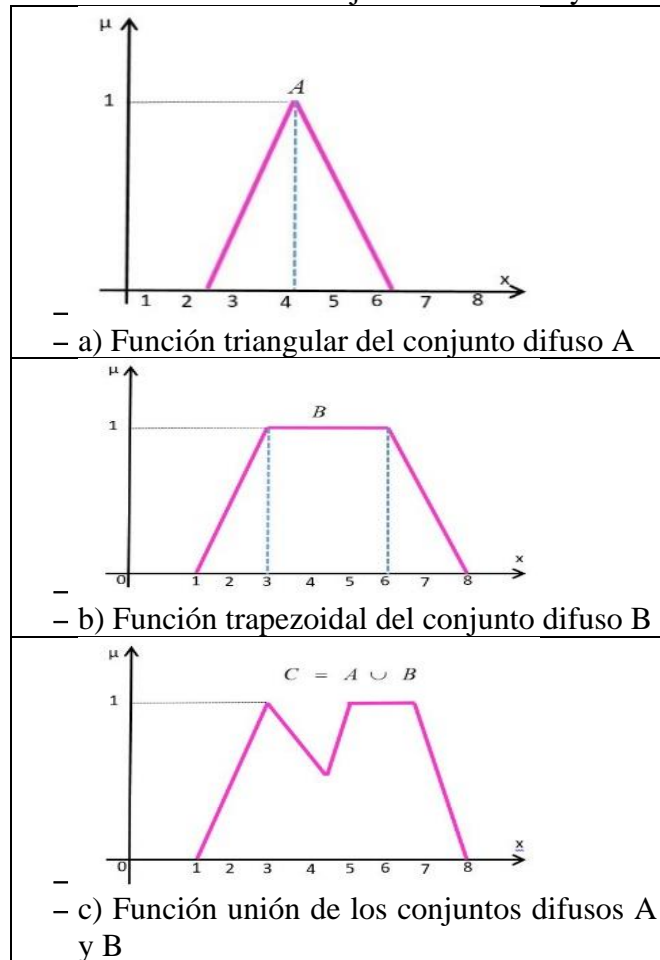 μ
A
1
x
1 2 3 4 5 6 7 8
–
– a) Función triangular del conjunto difuso A
μ
B
1
x
0 1 2 3 4 5 6 7 8
–
– b) Función trapezoidal del conjunto difuso B
μ
C = A ∪ B
1
x
0 1 2 3 4 5 6 7 8
–
– c) Función unión de los conjuntos difusos A
y B